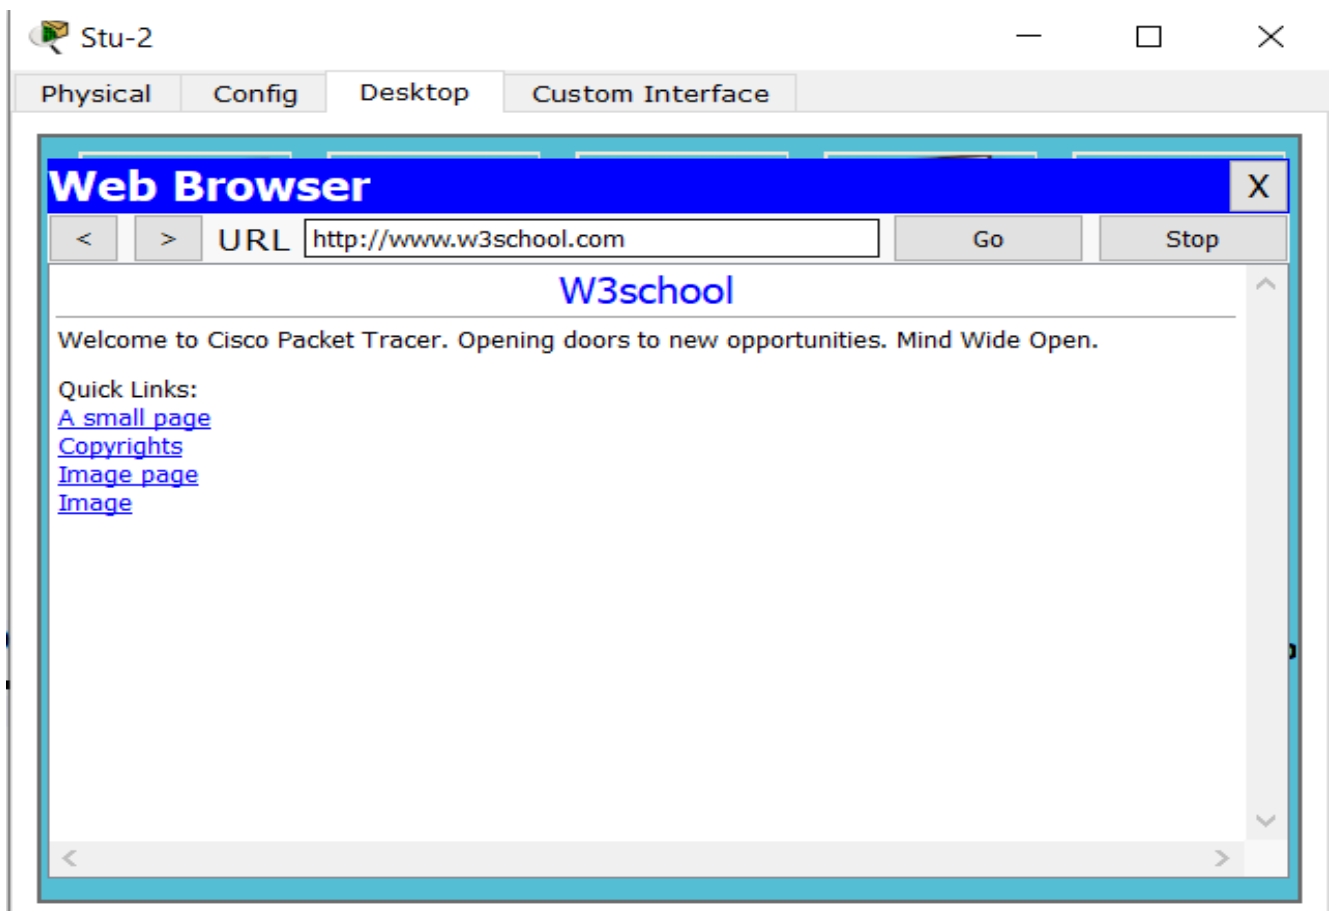 Stu-2
Physical Config Desktop Custom Interface
Web Browser X
< > URL http://www.w3school.com Go Stop
W3school
Welcome to Cisco Packet Tracer. Opening doors to new opportunities. Mind Wide Open.
Quick Links:
A small page
Copyrights
Image page
Image